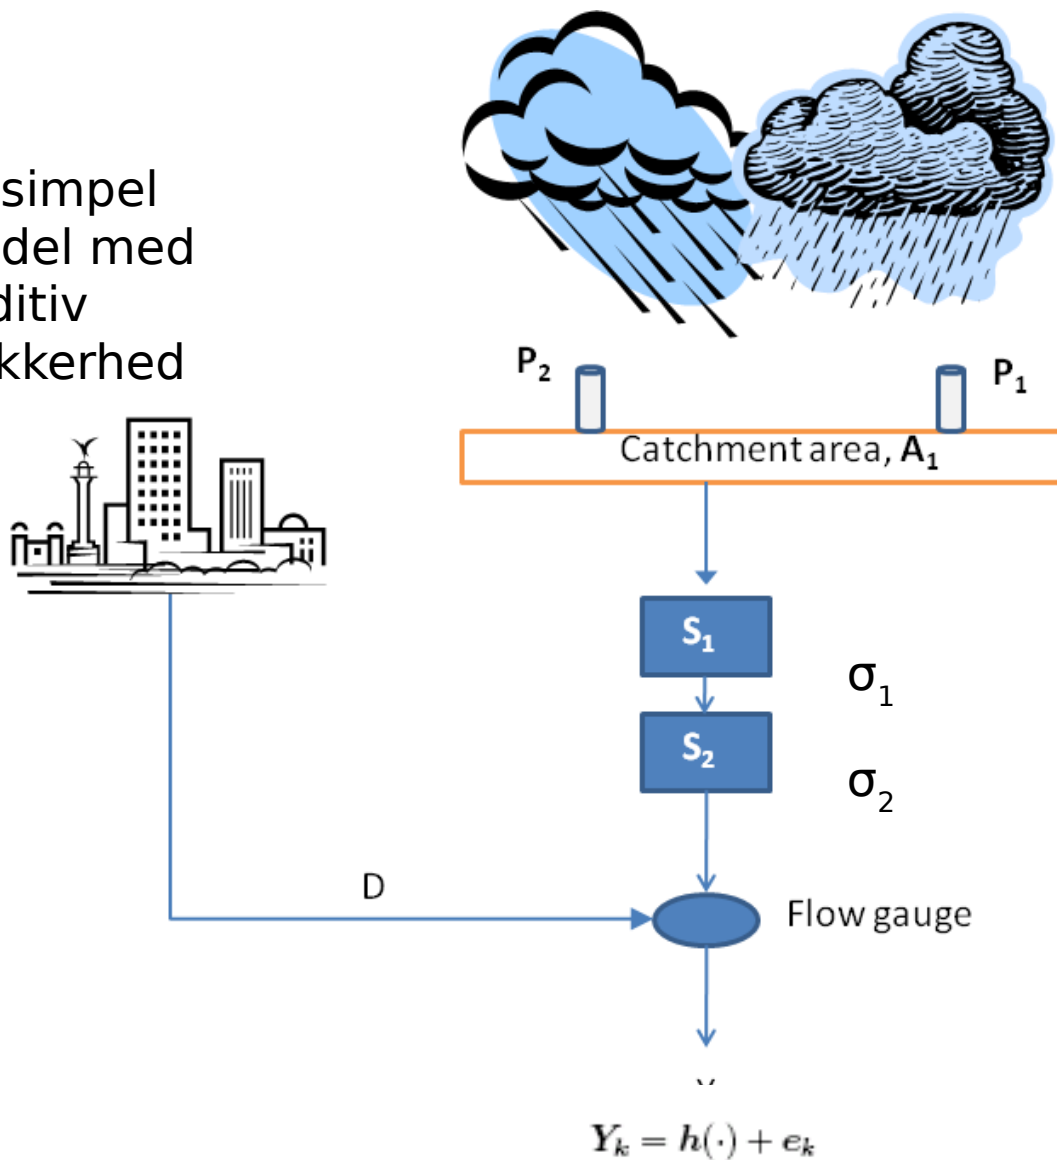 simpel
del med
ditiv
kkerhed
P₂
P₁
Catchment area, A₁
S₁
σ₁
S₂
σ₂
D
Flow gauge
Yₖ = h(·) + eₖ